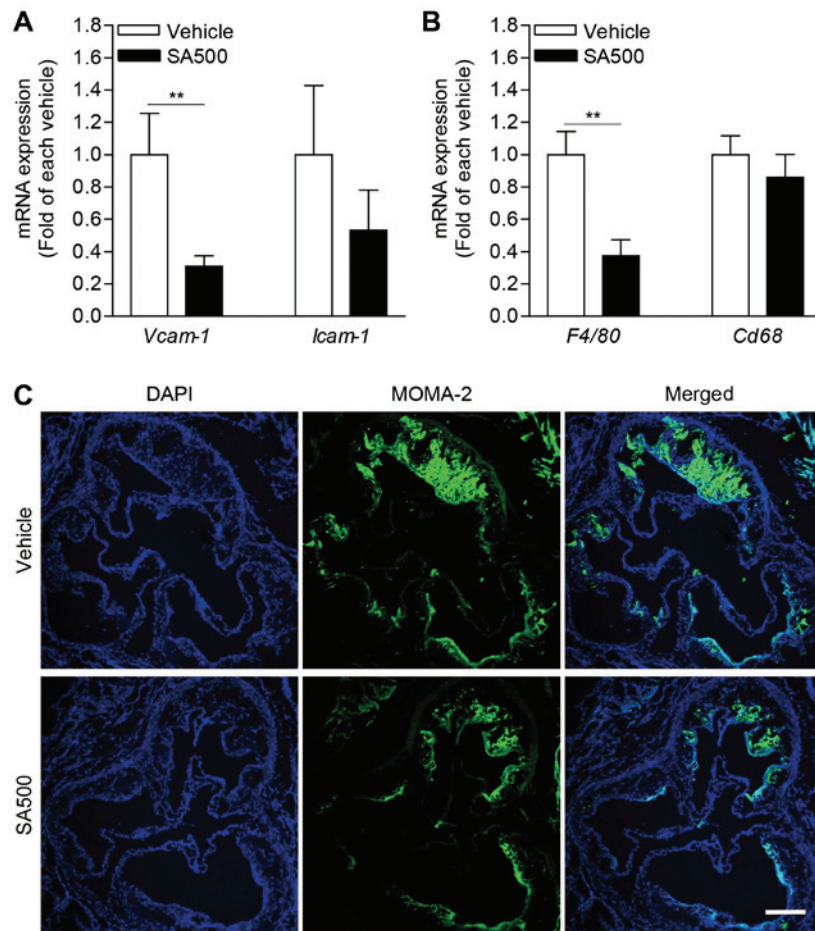 A
Vehicle
SA500
mRNA expression
(Fold of each vehicle)
1.8
1.6
1.4
1.2
1.0
0.8
0.6
0.4
0.2
0.0
**
Vcam-1
Icam-1
B
Vehicle
SA500
mRNA expression
(Fold of each vehicle)
1.8
1.6
1.4
1.2
1.0
0.8
0.6
0.4
0.2
0.0
**
F4/80
Cd68
C
DAPI
MOMA-2
Merged
Vehicle
SA500